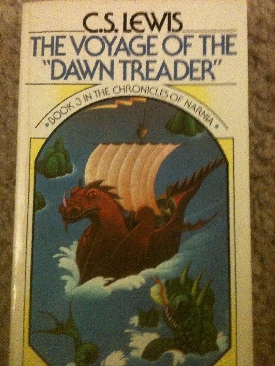 C.S. LEWIS
THE VOYAGE OF THE
"DAWN TREADER"
• BOOK 3 IN THE CHRONICLES OF NARNIA •